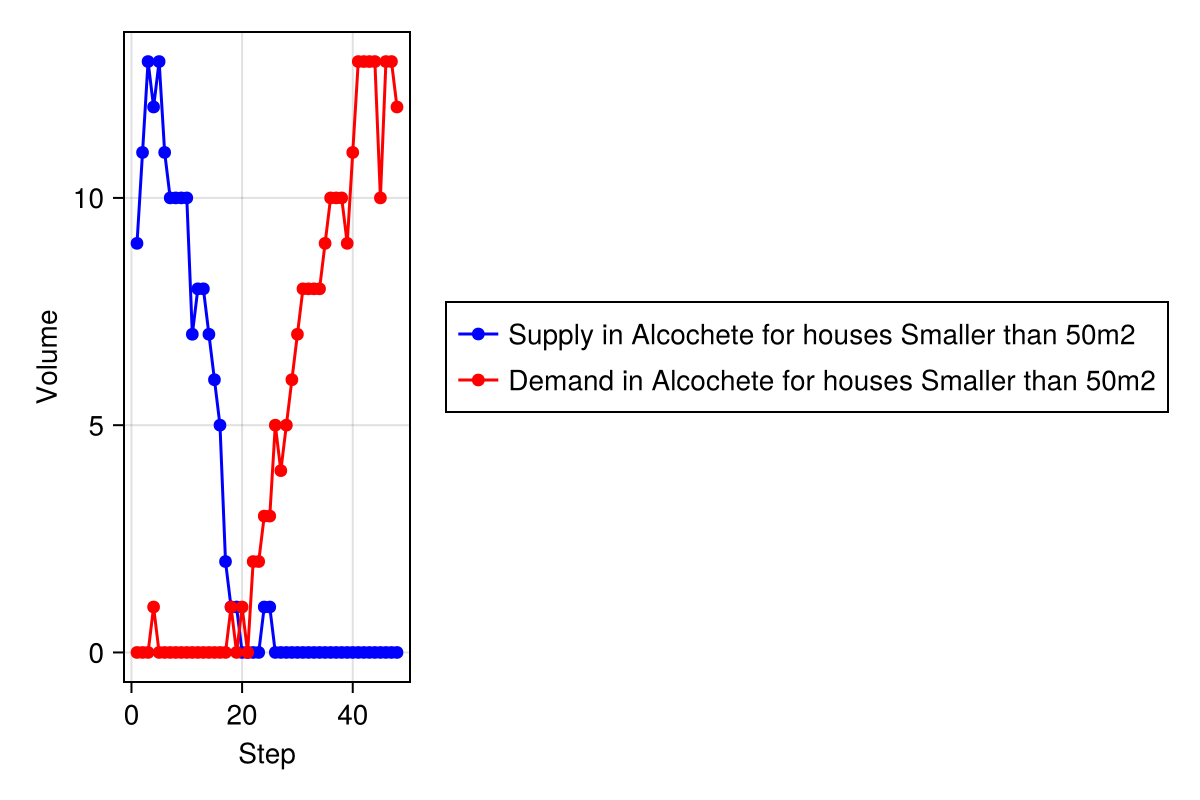 10
5
0
Volume
0 20 40
Step
Supply in Alcochete for houses Smaller than 50m2
Demand in Alcochete for houses Smaller than 50m2